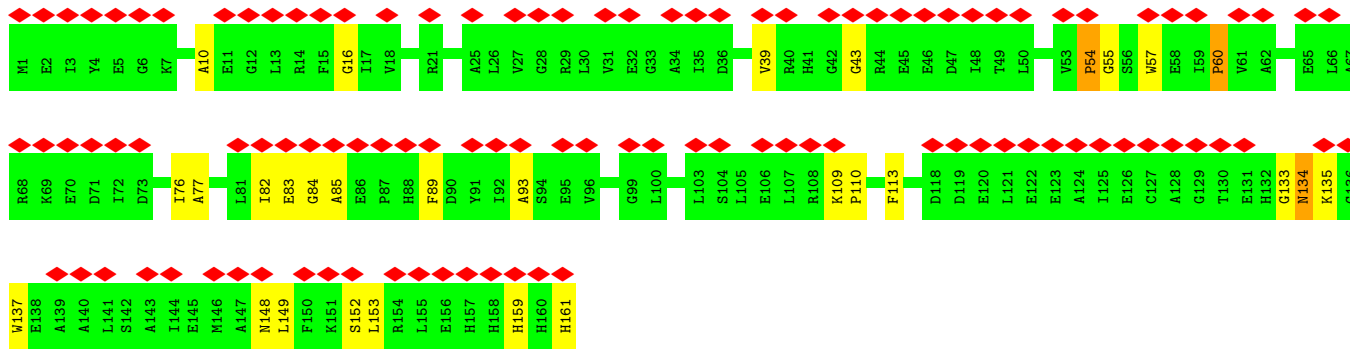 M1 E2 I3 Y4 E5 G6 K7 A10 E11 G12 L13 R14 F15 G16 I17 V18 R21 A25 L26 V27 G28 R29 L30 V31 E32 G33 A34 I35 D36 V39 R40 H41 G42 G43 R44 E45 E46 D47 I48 T49 L50 V53 P54 G55 S56 W57 E58 I59 P60 V61 A62 E65 L66 A67
R68 K69 E70 D71 I72 D73 I76 A77 L81 I82 E83 G84 A85 E86 P87 H88 F89 D90 Y91 I92 A93 S94 E95 V96 G99 L100 L103 S104 L105 E106 L107 R108 K109 P110 F113 D118 D119 E120 L121 E122 E123 A124 I125 E126 C127 A128 G129 T130 E131 H132 G133 N134 K135 G136
W137 E138 A139 A140 L141 S142 A143 I144 E145 M146 A147 N148 L149 F150 K151 S152 L153 R154 L155 E156 H157 H158 H159 H160 H161